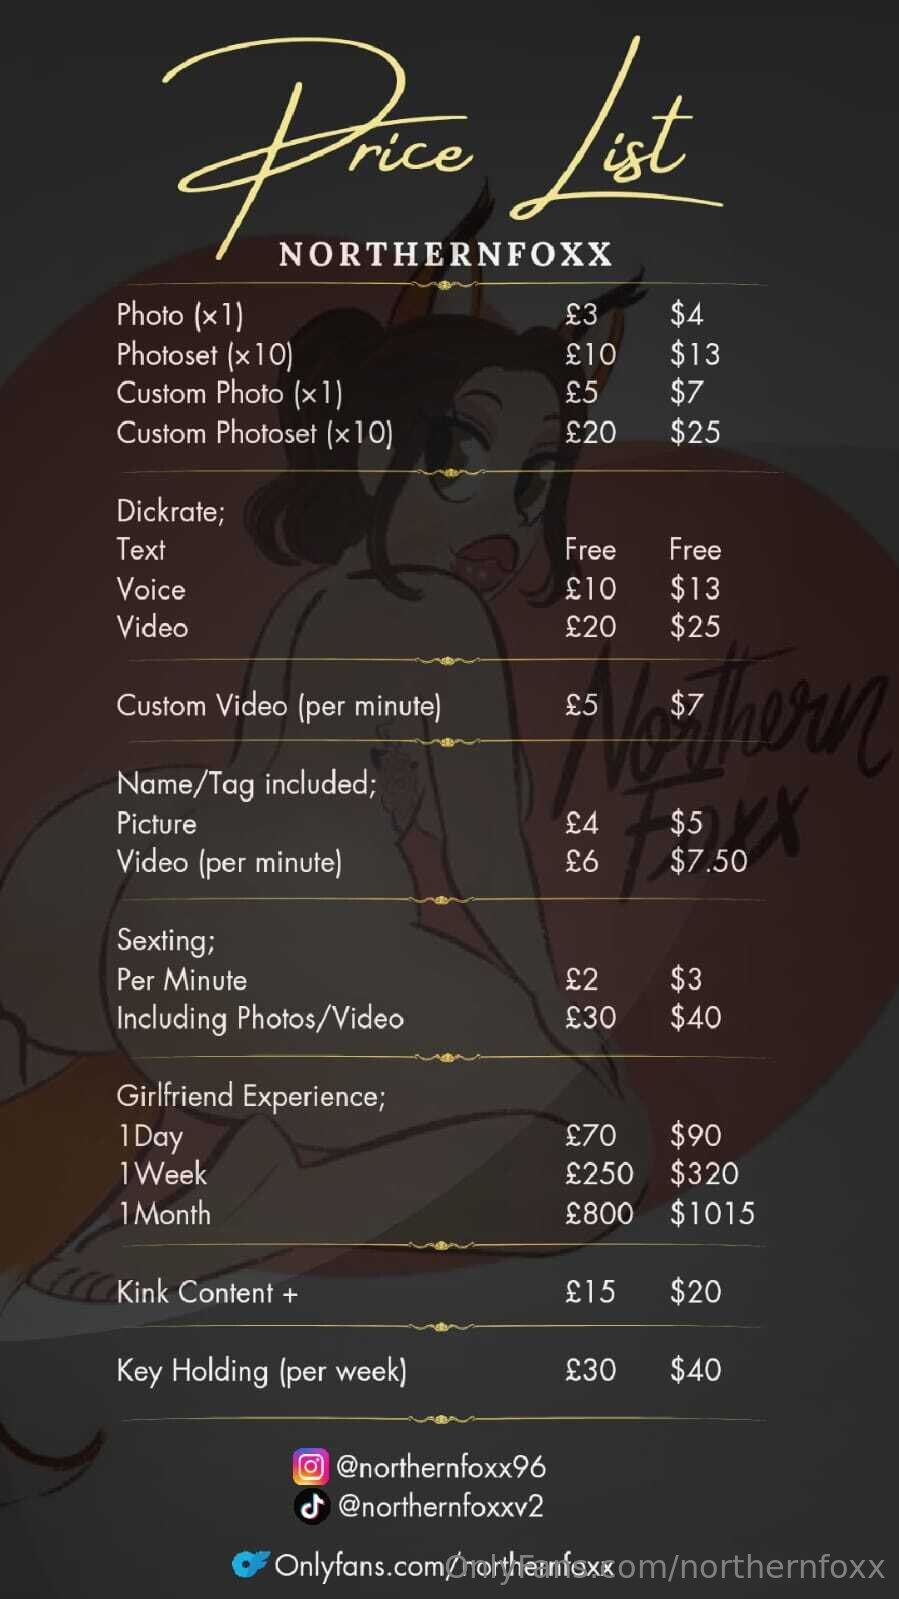 Price List
NORTHERNFOXX
Photo (×1) £3 $4
Photoset (×10) £10 $13
Custom Photo (×1) £5 $7
Custom Photoset (×10) £20 $25
Dickrate;
Text Free Free
Voice £10 $13
Video £20 $25
Custom Video (per minute) £5 $7
Northern
Foxx
Name/Tag included;
Picture £4 $5
Video (per minute) £6 $7.50
Sexting;
Per Minute £2 $3
Including Photos/Video £30 $40
Girlfriend Experience;
1Day £70 $90
1Week £250 $320
1Month £800 $1015
Kink Content + £15 $20
Key Holding (per week) £30 $40
@northernfoxx96
@northernfoxxv2
Onlyfans.com/northernfoxx
OnlyFans.com/northernfoxx